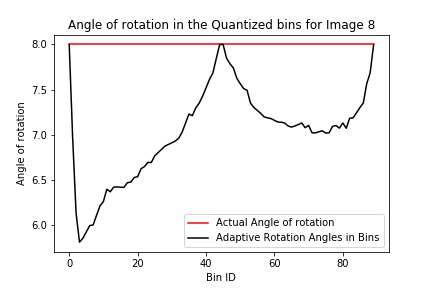 Angle of rotation in the Quantized bins for Image 8
Angle of rotation
8.0
7.5
7.0
6.5
6.0
Actual Angle of rotation
Adaptive Rotation Angles in Bins
0 20 40 60 80
Bin ID